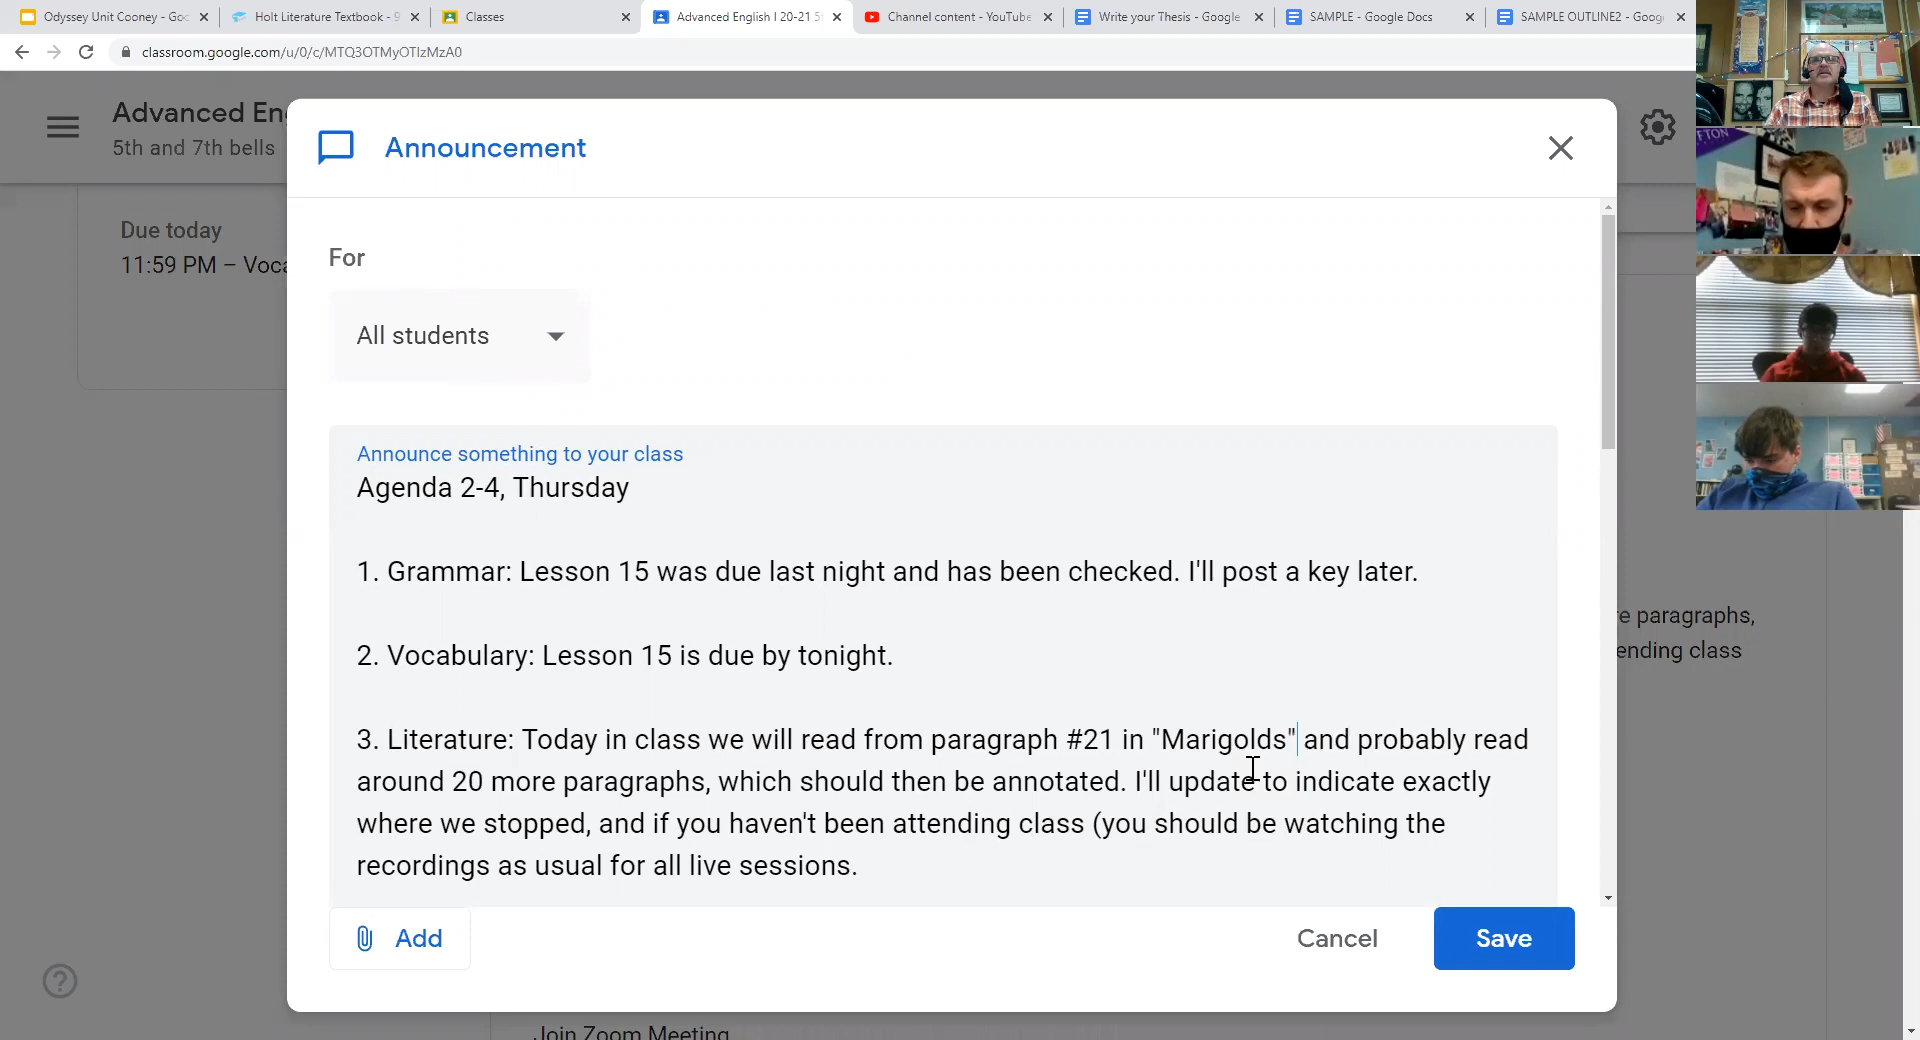 Odyssey Unit Cooney - Goo
Holt Literature Textbook - 9
Classes
Advanced English I 20-21 5t
Channel content - YouTube
Write your Thesis - Google
SAMPLE - Google Docs
SAMPLE OUTLINE2 - Goog
classroom.google.com/u/0/c/MTQ3OTMyOTIzMzA0
Advanced En
5th and 7th bells
Due today
11:59 PM – Voca
Announcement
For
All students
Announce something to your class
Agenda 2-4, Thursday
1. Grammar: Lesson 15 was due last night and has been checked. I'll post a key later.
2. Vocabulary: Lesson 15 is due by tonight.
3. Literature: Today in class we will read from paragraph #21 in "Marigolds" and probably read
around 20 more paragraphs, which should then be annotated. I'll update to indicate exactly
where we stopped, and if you haven't been attending class (you should be watching the
recordings as usual for all live sessions.
Add
Cancel
Save
re paragraphs,
ending class
Join Zoom Meeting